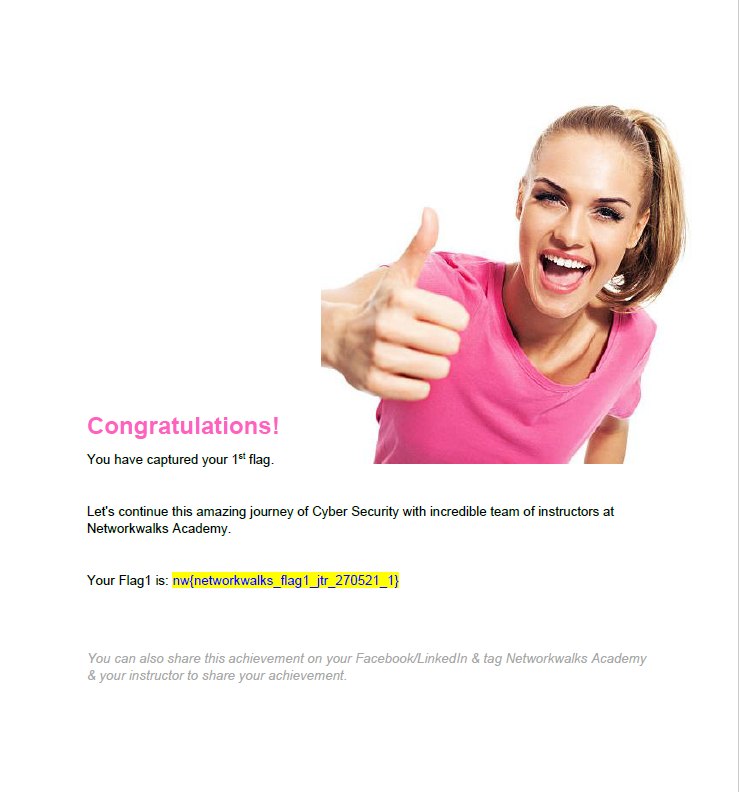 Congratulations!
You have captured your 1st flag.
Let's continue this amazing journey of Cyber Security with incredible team of instructors at
Networkwalks Academy.
Your Flag1 is: nw{networkwalks_flag1_jtr_270521_1}
You can also share this achievement on your Facebook/LinkedIn & tag Networkwalks Academy
& your instructor to share your achievement.